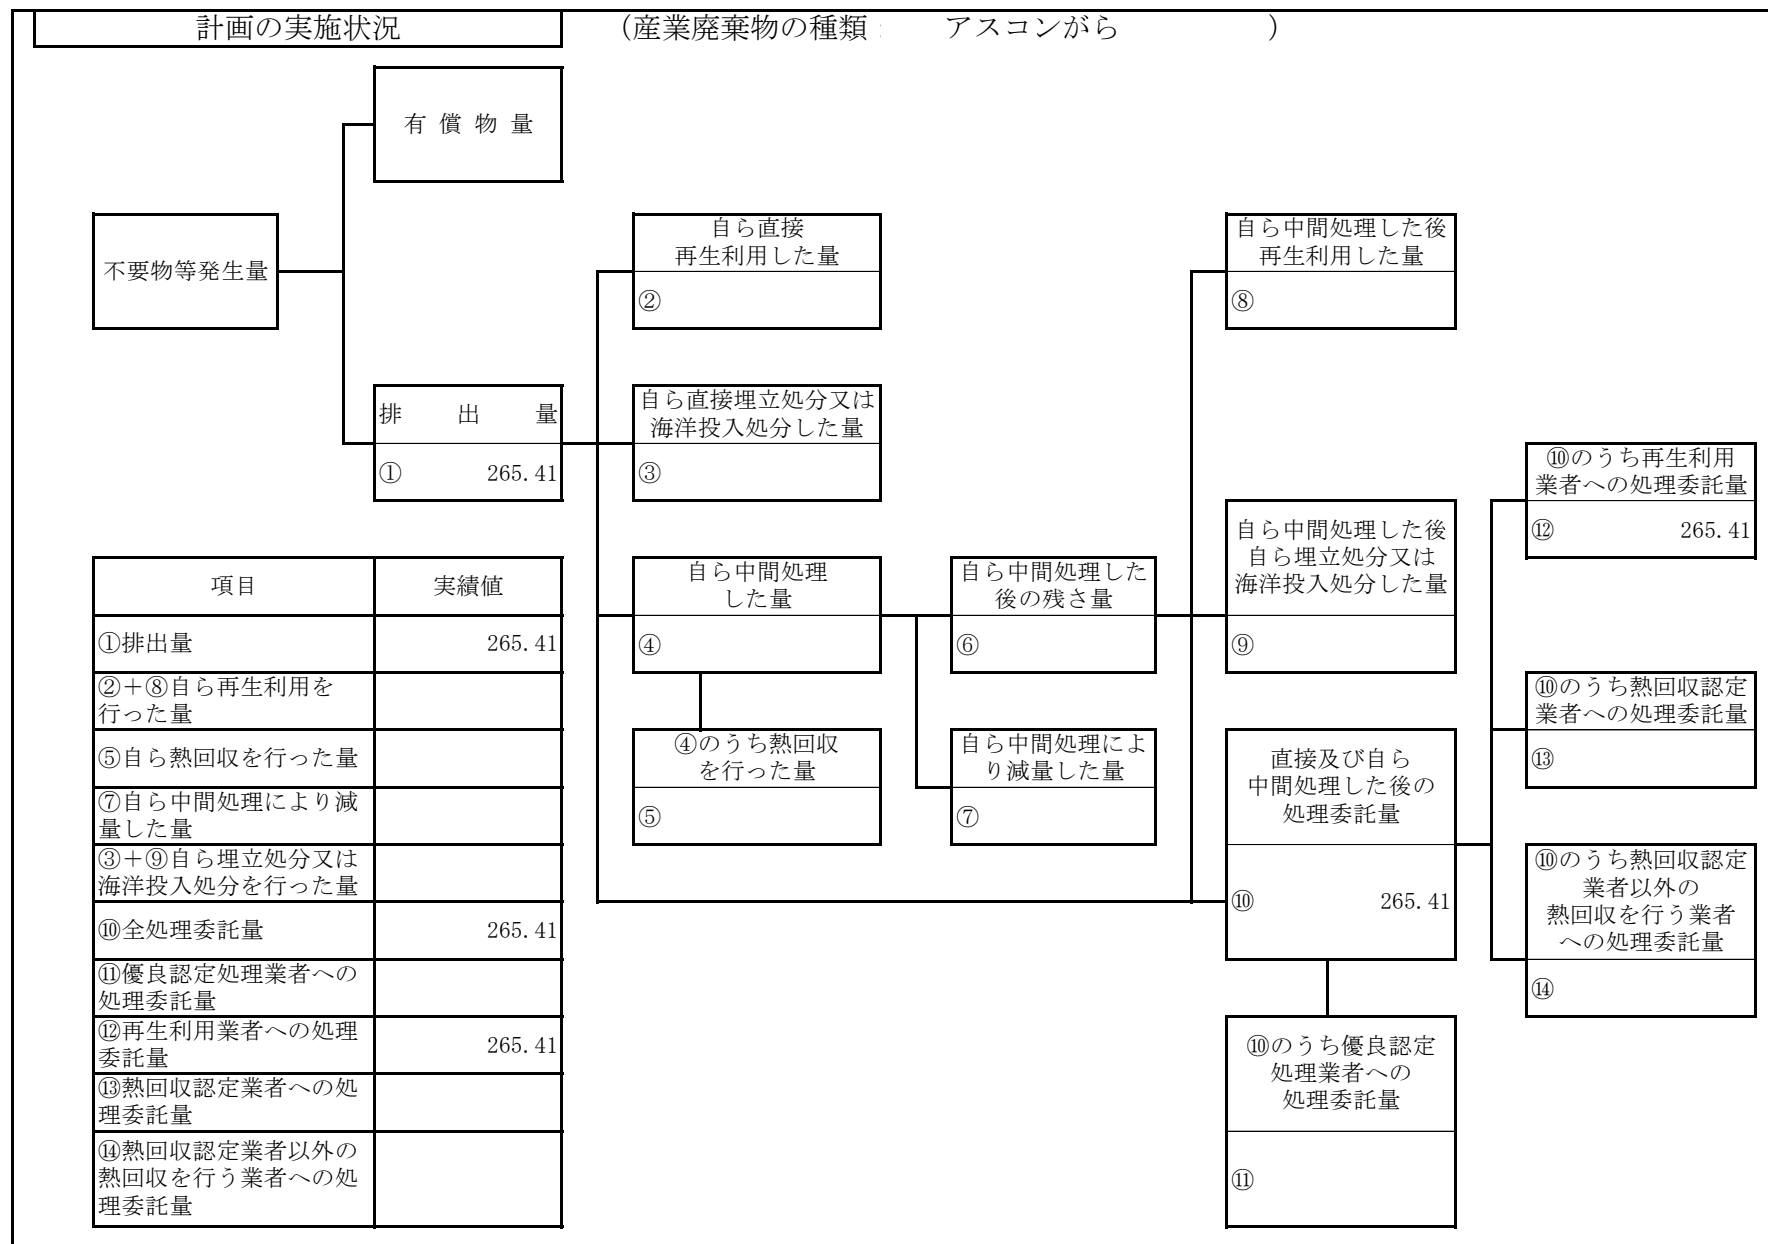 計画の実施状況
（産業廃棄物の種類： アスコンがら ）
有償物量
不要物等発生量
排出量
① 265.41
自ら直接
再生利用した量
②
自ら直接埋立処分又は
海洋投入処分した量
③
自ら中間処理
した量
④
④のうち熱回収
を行った量
⑤
自ら中間処理した
後の残さ量
⑥
自ら中間処理によ
り減量した量
⑦
自ら中間処理した後
再生利用した量
⑧
自ら中間処理した後
自ら埋立処分又は
海洋投入処分した量
⑨
直接及び自ら
中間処理した後の
処理委託量
⑩ 265.41
⑩のうち優良認定
処理業者への
処理委託量
⑪
⑩のうち再生利用
業者への処理委託量
⑫ 265.41
⑩のうち熱回収認定
業者への処理委託量
⑬
⑩のうち熱回収認定
業者以外の
熱回収を行う業者
への処理委託量
⑭
項目 実績値
①排出量 265.41
②＋⑧自ら再生利用を
行った量
⑤自ら熱回収を行った量
⑦自ら中間処理により減
量した量
③＋⑨自ら埋立処分又は
海洋投入処分を行った量
⑩全処理委託量 265.41
⑪優良認定処理業者への
処理委託量
⑫再生利用業者への処理
委託量 265.41
⑬熱回収認定業者への処
理委託量
⑭熱回収認定業者以外の
熱回収を行う業者への処
理委託量